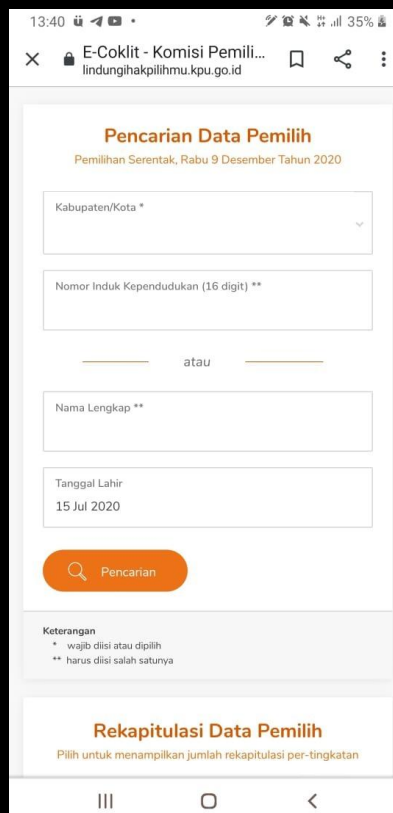 13:40
35%
E-Coklit - Komisi Pemili...
lindungihakpilihmu.kpu.go.id
Pencarian Data Pemilih
Pemilihan Serentak, Rabu 9 Desember Tahun 2020
Kabupaten/Kota *
Nomor Induk Kependudukan (16 digit) **
atau
Nama Lengkap **
Tanggal Lahir
15 Jul 2020
Pencarian
Keterangan
* wajib diisi atau dipilih
** harus diisi salah satunya
Rekapitulasi Data Pemilih
Pilih untuk menampilkan jumlah rekapitulasi per-tingkatan